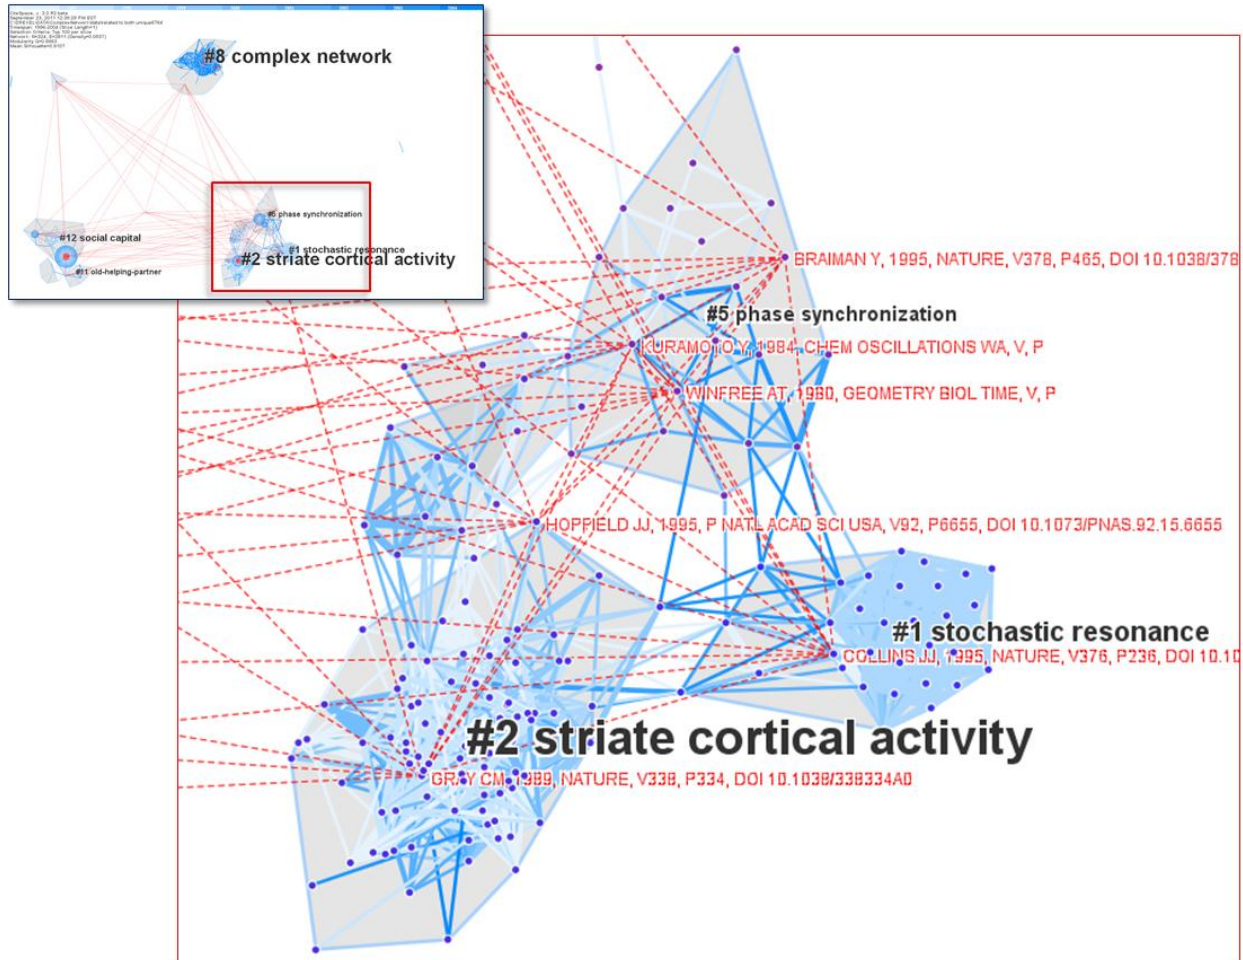 #8 complex network
#5 phase synchronization
#12 social capital
#1 stochastic resonance
#2 striate cortical activity
#11 old-helping-partner
BRAIMAN Y, 1995, NATURE, V378, P465, DOI 10.1038/378
#5 phase synchronization
KURAMOTO Y, 1984, CHEM OSCILLATIONS WA, V, P
WINFREE AT, 1980, GEOMETRY BIOL TIME, V, P
HOPFIELD JJ, 1995, P NATL ACAD SCI USA, V92, P6655, DOI 10.1073/PNAS.92.15.6655
#1 stochastic resonance
COLLINS JJ, 1995, NATURE, V376, P236, DOI 10.10
#2 striate cortical activity
GRAY CM, 1989, NATURE, V338, P334, DOI 10.1038/338334A0